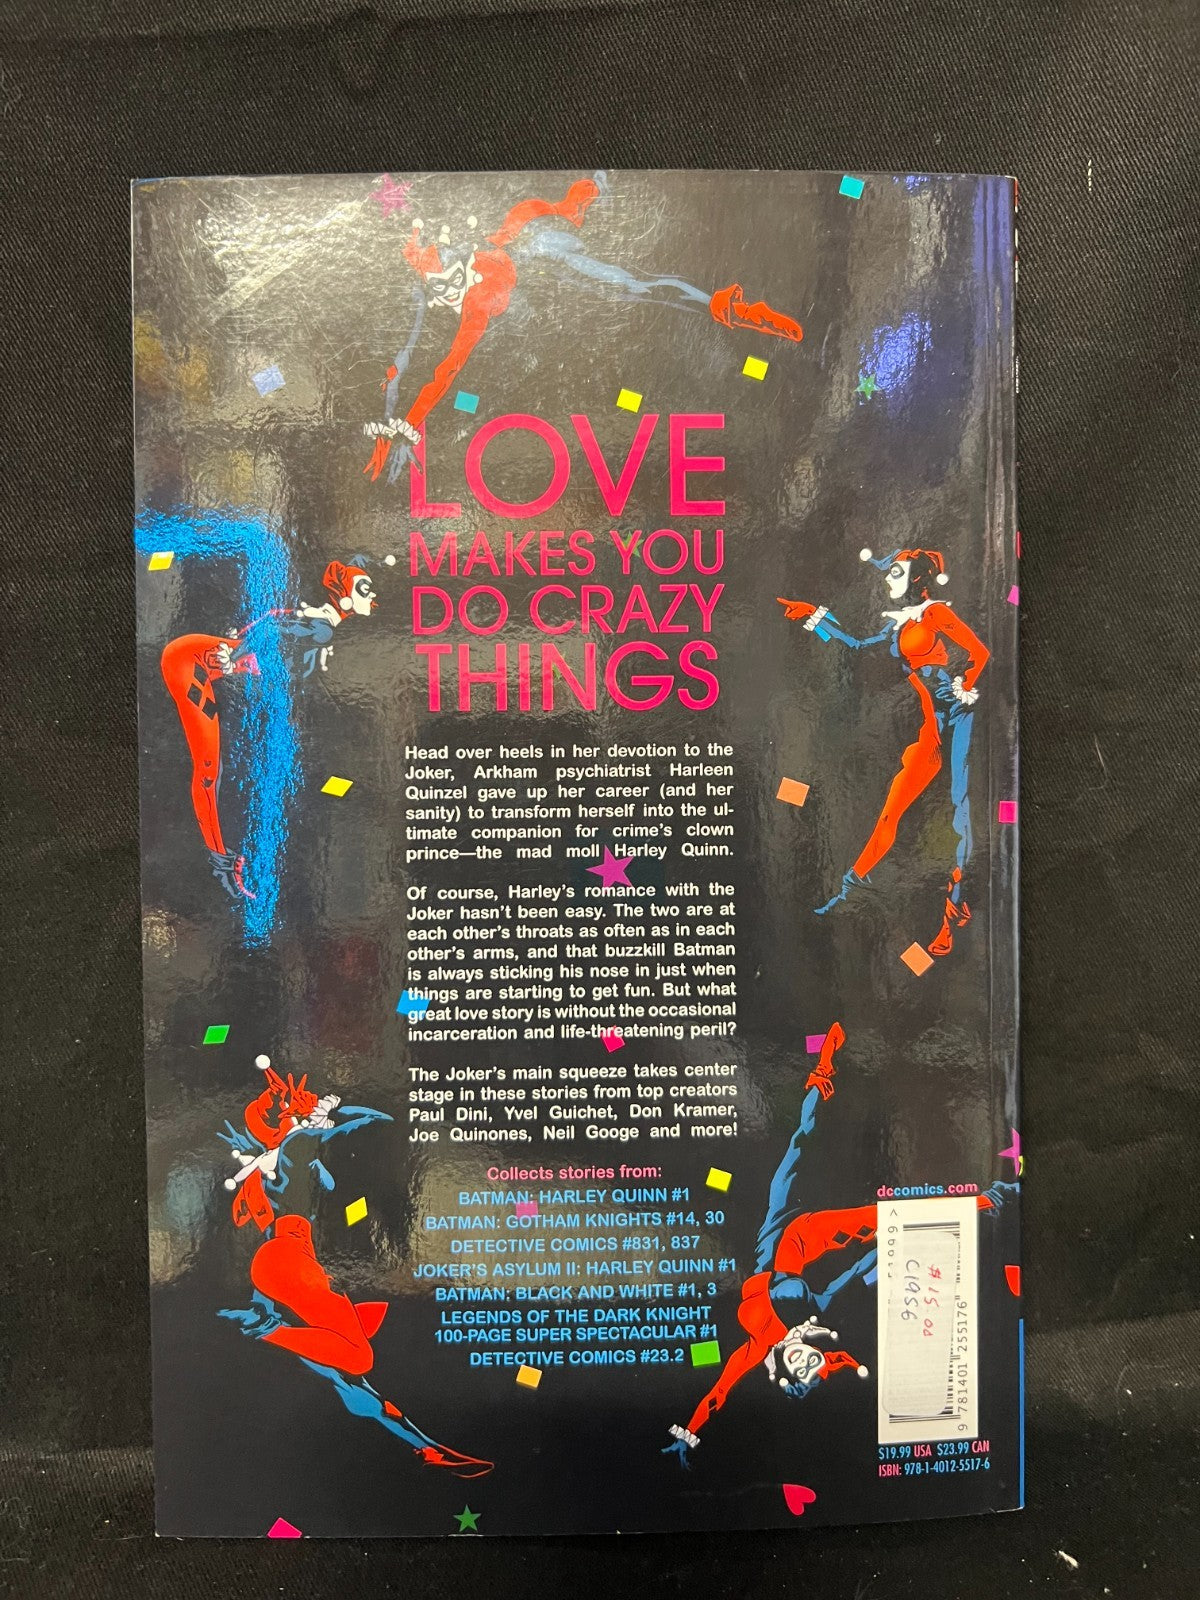 LOVE
MAKES YOU
DO CRAZY
THINGS
Head over heels in her devotion to the
Joker, Arkham psychiatrist Harleen
Quinzel gave up her career (and her
sanity) to transform herself into the ul-
timate companion for crime's clown
prince—the mad moll Harley Quinn.
Of course, Harley's romance with the
Joker hasn't been easy. The two are at
each other's throats as often as in each
other's arms, and that buzzkill Batman
is always sticking his nose in just when
things are starting to get fun. But what
great love story is without the occasional
incarceration and life-threatening peril?
The Joker's main squeeze takes center
stage in these stories from top creators
Paul Dini, Yvel Guichet, Don Kramer,
Joe Quinones, Neil Googe and more!
Collects stories from:
BATMAN: HARLEY QUINN #1
BATMAN: GOTHAM KNIGHTS #14, 30
DETECTIVE COMICS #831, 837
JOKER'S ASYLUM II: HARLEY QUINN #1
BATMAN: BLACK AND WHITE #1, 3
LEGENDS OF THE DARK KNIGHT
100-PAGE SUPER SPECTACULAR #1
DETECTIVE COMICS #23.2
dccomics.com
15.00
C1956
9 781401 255176
$19.99 USA $23.99 CAN
ISBN: 978-1-4012-5517-6